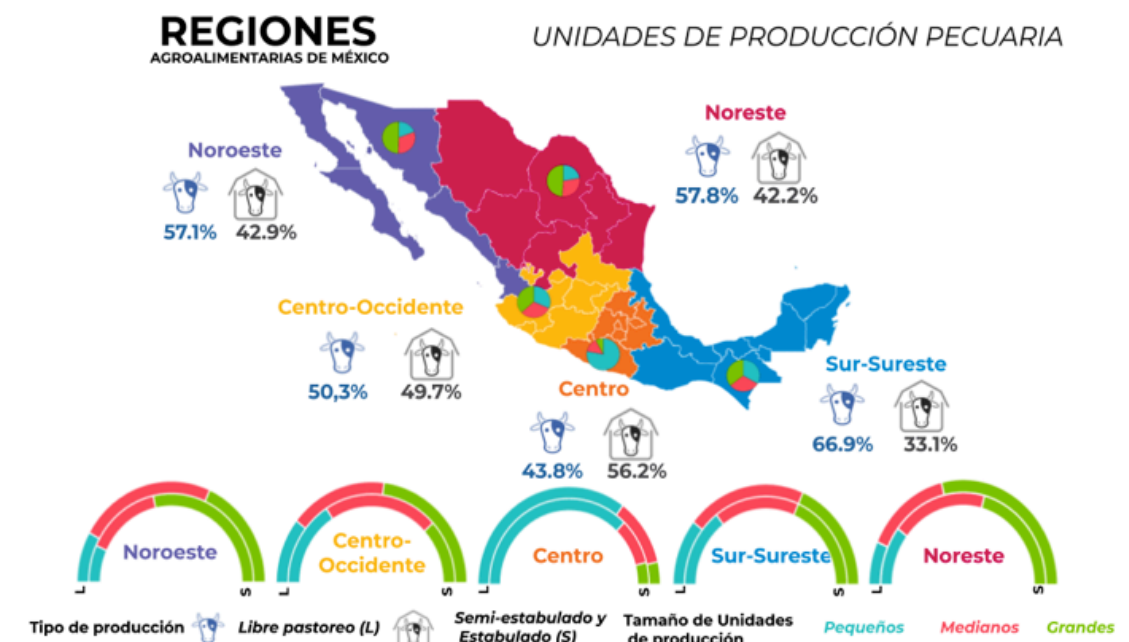 REGIONES
AGROALIMENTARIAS DE MÉXICO
UNIDADES DE PRODUCCIÓN PECUARIA
Noreste
57.8% 42.2%
Noroeste
57.1% 42.9%
Centro-Occidente
50,3% 49.7%
Centro
43.8% 56.2%
Sur-Sureste
66.9% 33.1%
Noroeste
L S
Centro-
Occidente
L S
Centro
L S
Sur-Sureste
L S
Noreste
L S
Tipo de producción
Libre pastoreo (L)
Semi-estabulado y
Estabulado (S)
Tamaño de Unidades
de producción
Pequeños Medianos Grandes